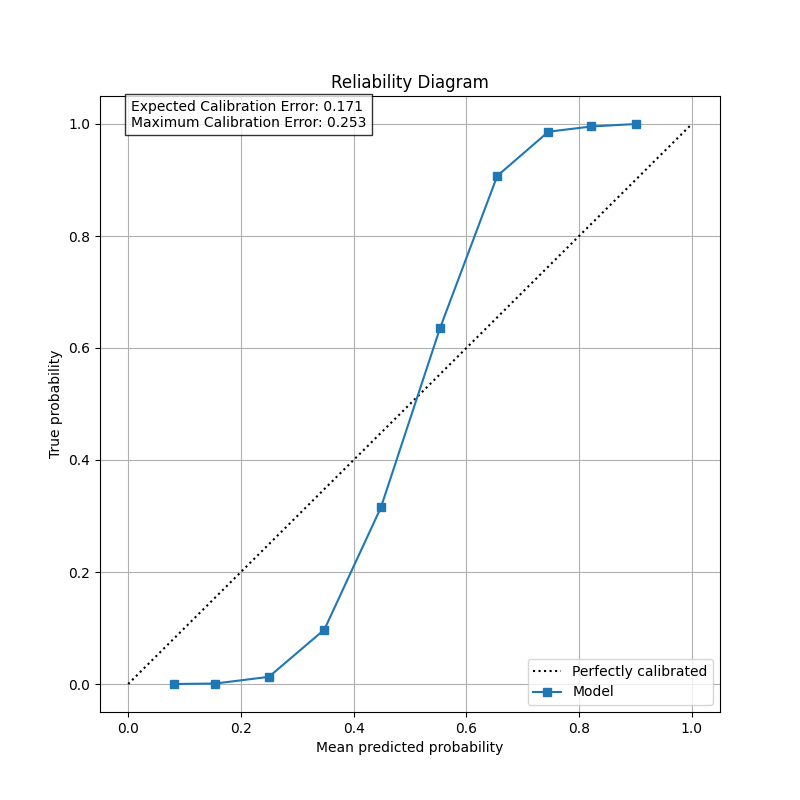 Reliability Diagram
Expected Calibration Error: 0.171
Maximum Calibration Error: 0.253
True probability
1.0
0.8
0.6
0.4
0.2
0.0
Perfectly calibrated
Model
0.0 0.2 0.4 0.6 0.8 1.0
Mean predicted probability